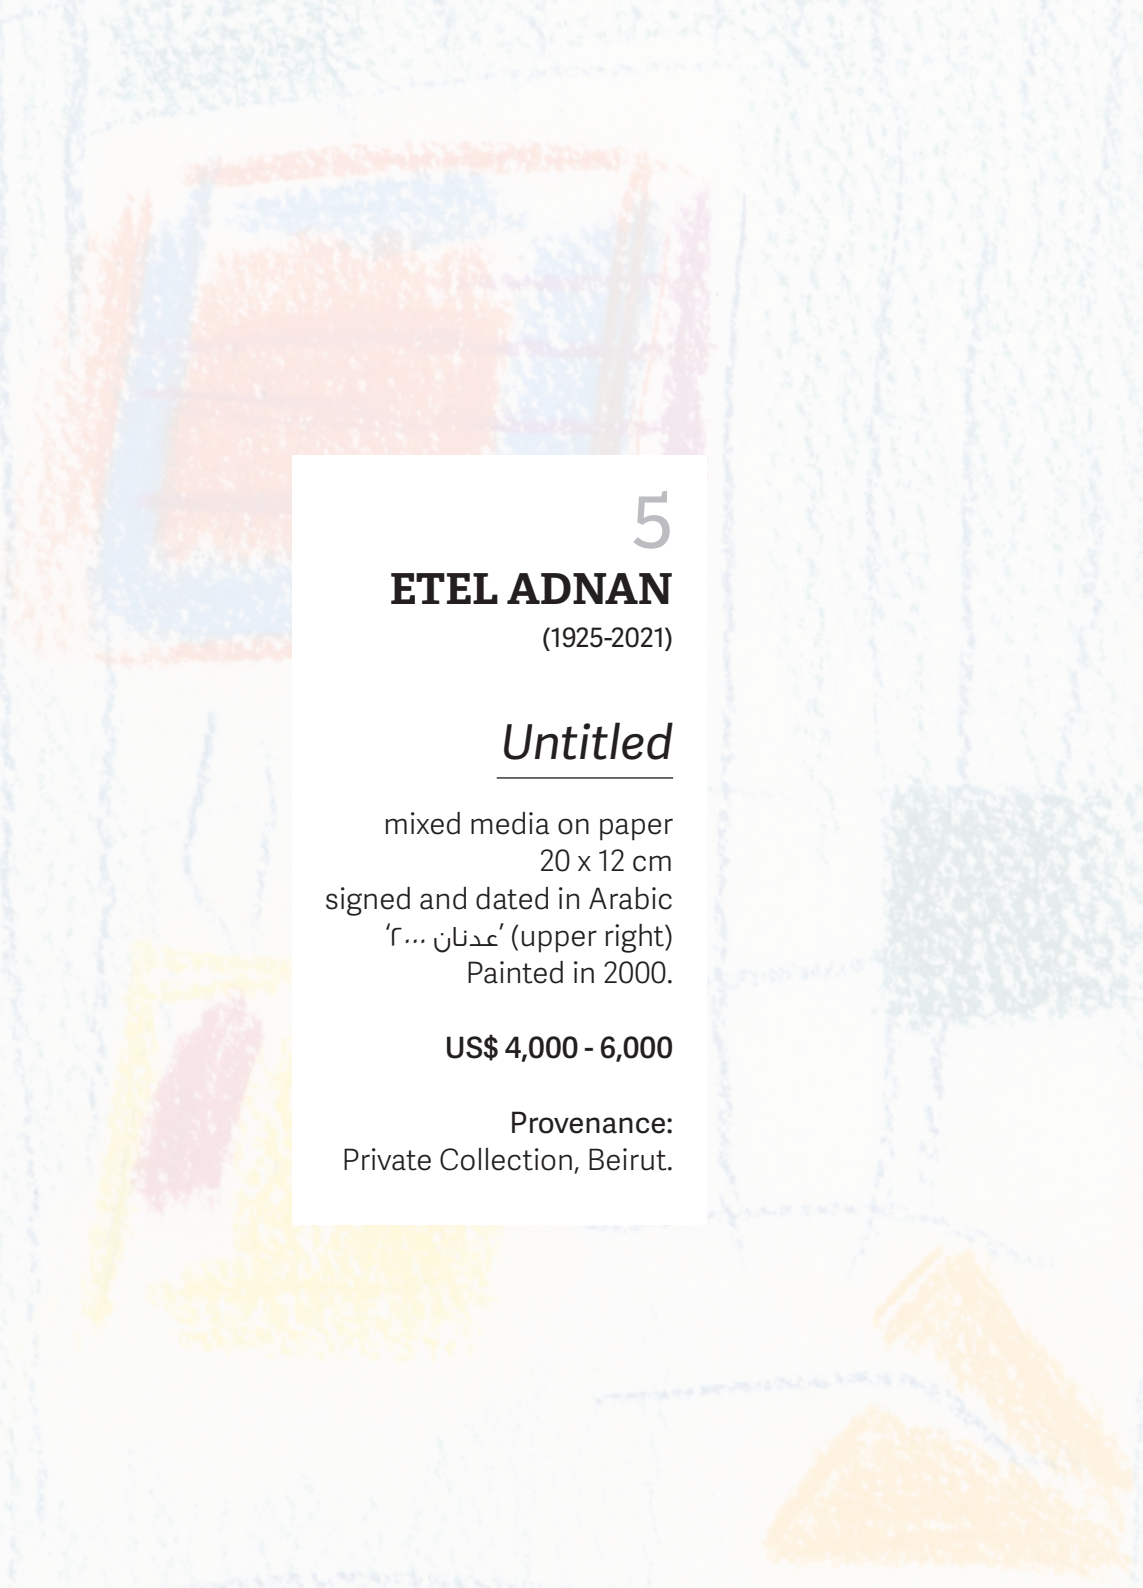 5
ETEL ADNAN
(1925-2021)
Untitled
mixed media on paper
20 x 12 cm
signed and dated in Arabic
‘عدنان ٢٠٠٠’ (upper right)
Painted in 2000.
US$ 4,000 - 6,000
Provenance:
Private Collection, Beirut.